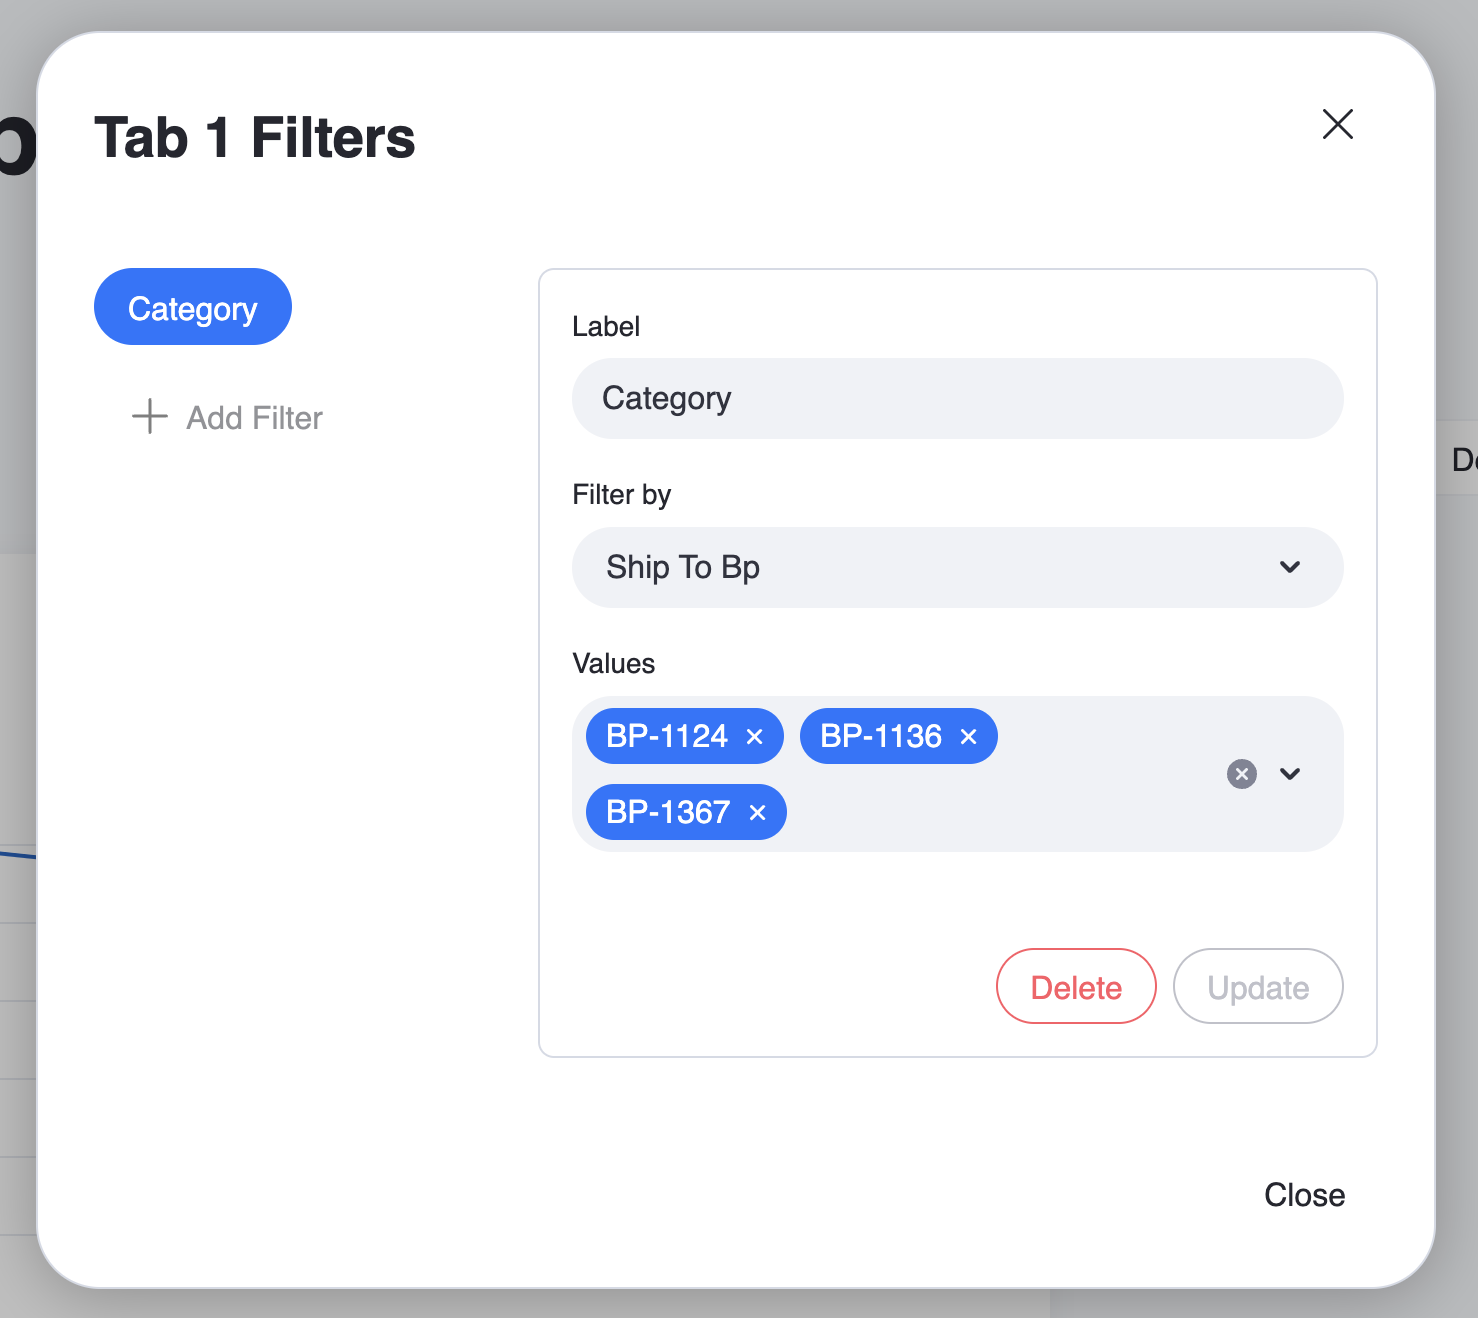 Tab 1 Filters
Category
Add Filter
Label
Category
Filter by
Ship To Bp
Values
BP-1124
BP-1136
BP-1367
Delete
Update
Close